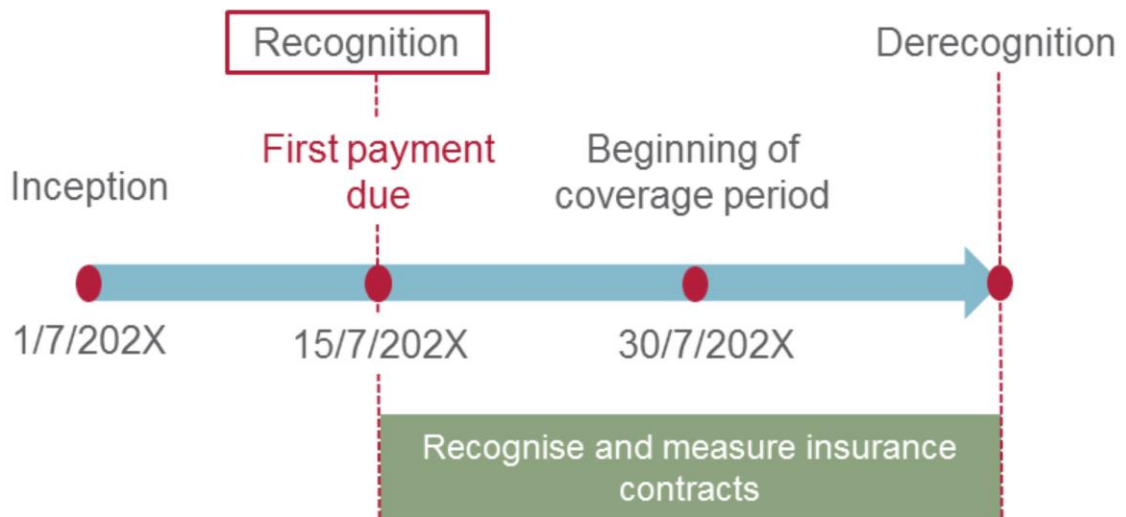 Recognition
Derecognition
First payment
due
Beginning of
coverage period
Inception
1/7/202X
15/7/202X
30/7/202X
Recognise and measure insurance
contracts